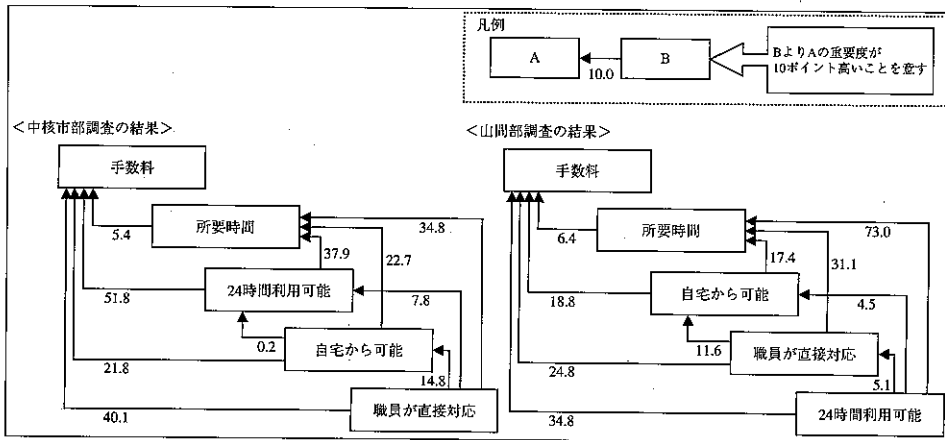 凡例
A
B
10.0
BよりAの重要度が
10ポイント高いことを意す
<中核市部調査の結果>
手数料
所要時間
5.4
34.8
37.9
22.7
24時間利用可能
51.8
7.8
自宅から可能
0.2
21.8
14.8
職員が直接対応
40.1
<山間部調査の結果>
手数料
所要時間
6.4
73.0
17.4
31.1
自宅から可能
18.8
4.5
職員が直接対応
11.6
24.8
5.1
24時間利用可能
34.8